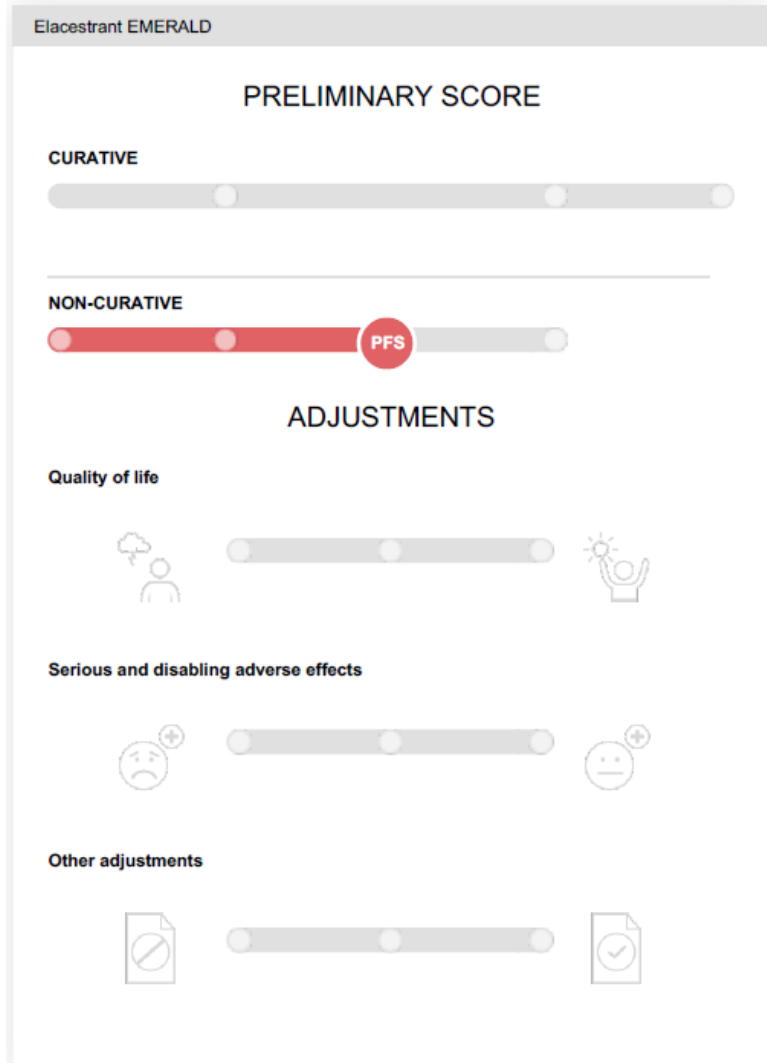 Elacestrant EMERALD
PRELIMINARY SCORE
CURATIVE
NON-CURATIVE
PFS
ADJUSTMENTS
Quality of life
Serious and disabling adverse effects
Other adjustments